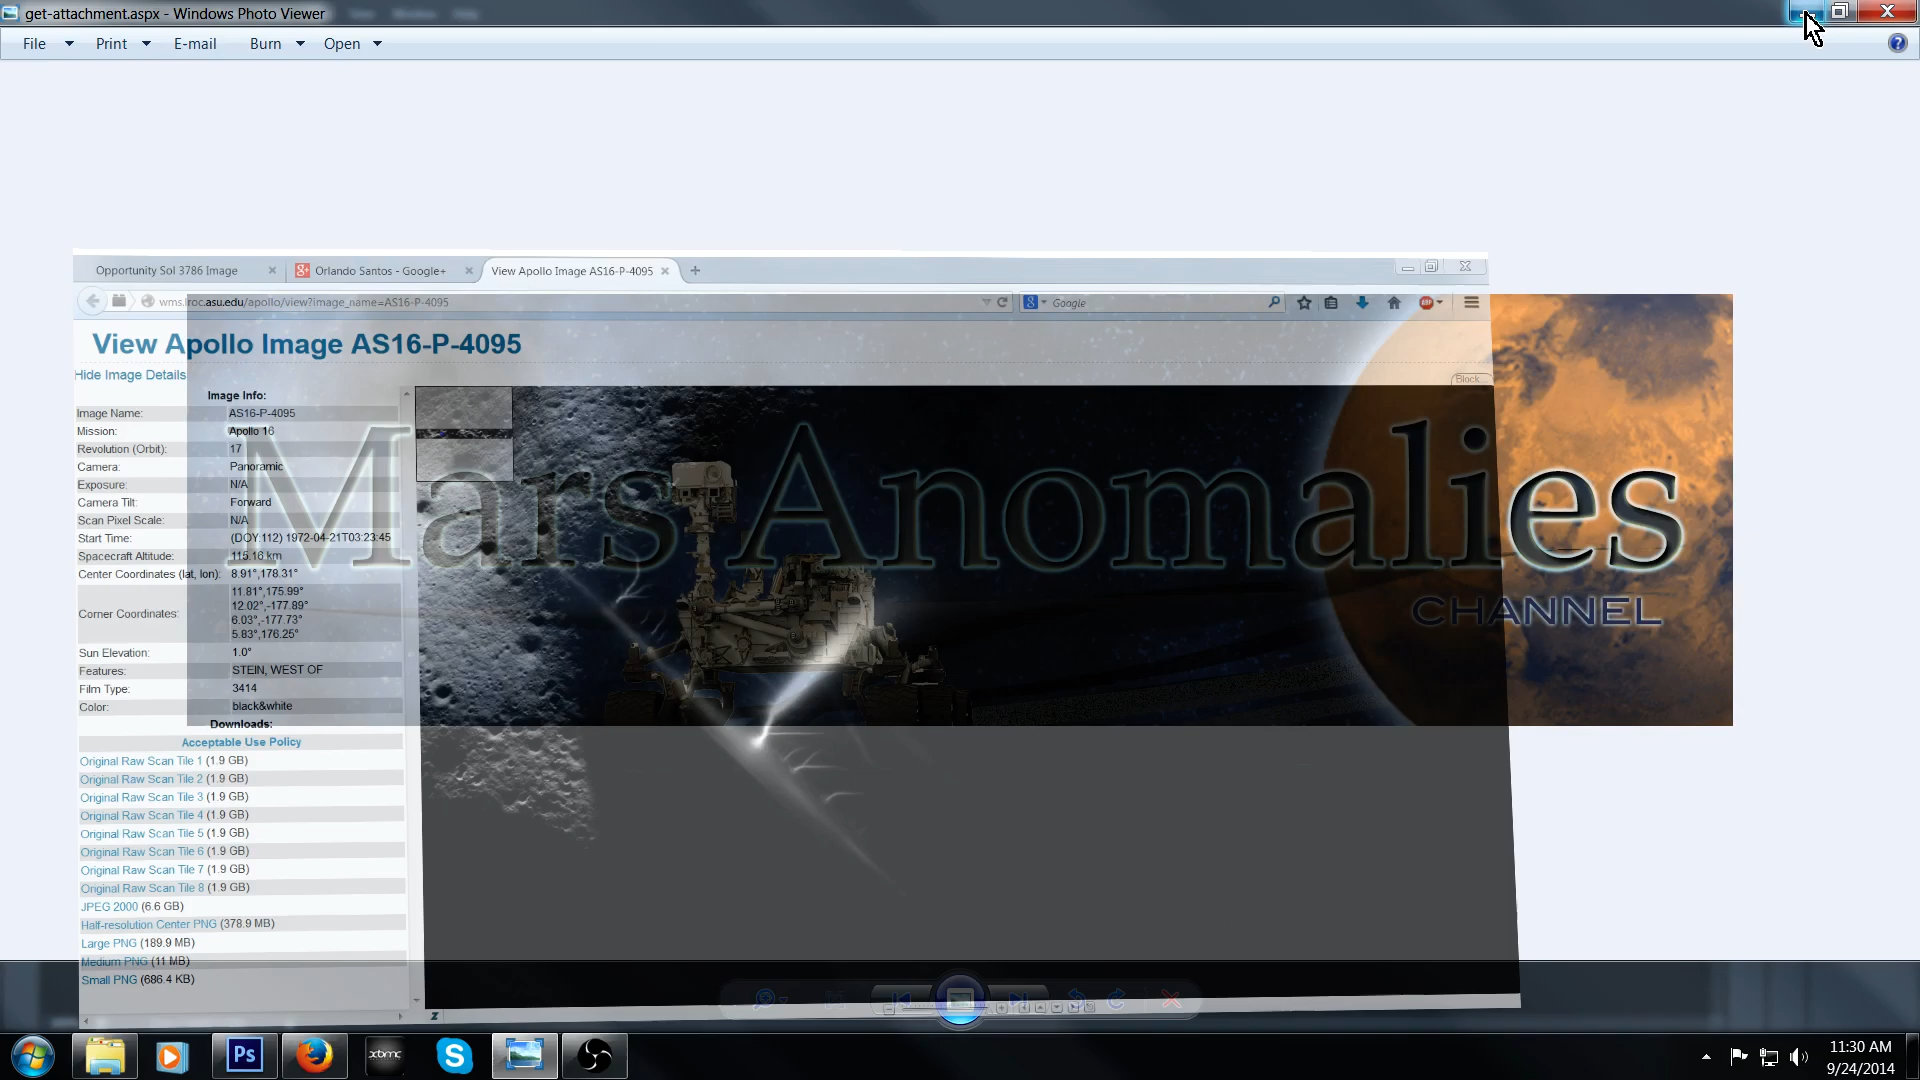 get-attachment.aspx - Windows Photo Viewer
File Print E-mail Burn Open
Opportunity Sol 3786 Image
Orlando Santos - Google+
View Apollo Image AS16-P-4095
wms.lroc.asu.edu/apollo/view?image_name=AS16-P-4095
Google
View Apollo Image AS16-P-4095
Hide Image Details
Block...
Image Info:
Image Name: AS16-P-4095
Mission: Apollo 16
Revolution (Orbit): 17
Camera: Panoramic
Exposure: N/A
Camera Tilt: Forward
Scan Pixel Scale: N/A
Start Time: (DOY:112) 1972-04-21T03:23:45
Spacecraft Altitude: 115.16 km
Center Coordinates (lat, lon): 8.91°,178.31°
Corner Coordinates:
11.81°,175.99°
12.02°,-177.89°
6.03°,-177.73°
5.83°,176.25°
Sun Elevation: 1.0°
Features: STEIN, WEST OF
Film Type: 3414
Color: black&white
Downloads:
Acceptable Use Policy
Original Raw Scan Tile 1 (1.9 GB)
Original Raw Scan Tile 2 (1.9 GB)
Original Raw Scan Tile 3 (1.9 GB)
Original Raw Scan Tile 4 (1.9 GB)
Original Raw Scan Tile 5 (1.9 GB)
Original Raw Scan Tile 6 (1.9 GB)
Original Raw Scan Tile 7 (1.9 GB)
Original Raw Scan Tile 8 (1.9 GB)
JPEG 2000 (6.6 GB)
Half-resolution Center PNG (378.9 MB)
Large PNG (189.9 MB)
Medium PNG (11 MB)
Small PNG (686.4 KB)
Mars Anomalies
CHANNEL
Ps
xbmc
11:30 AM
9/24/2014